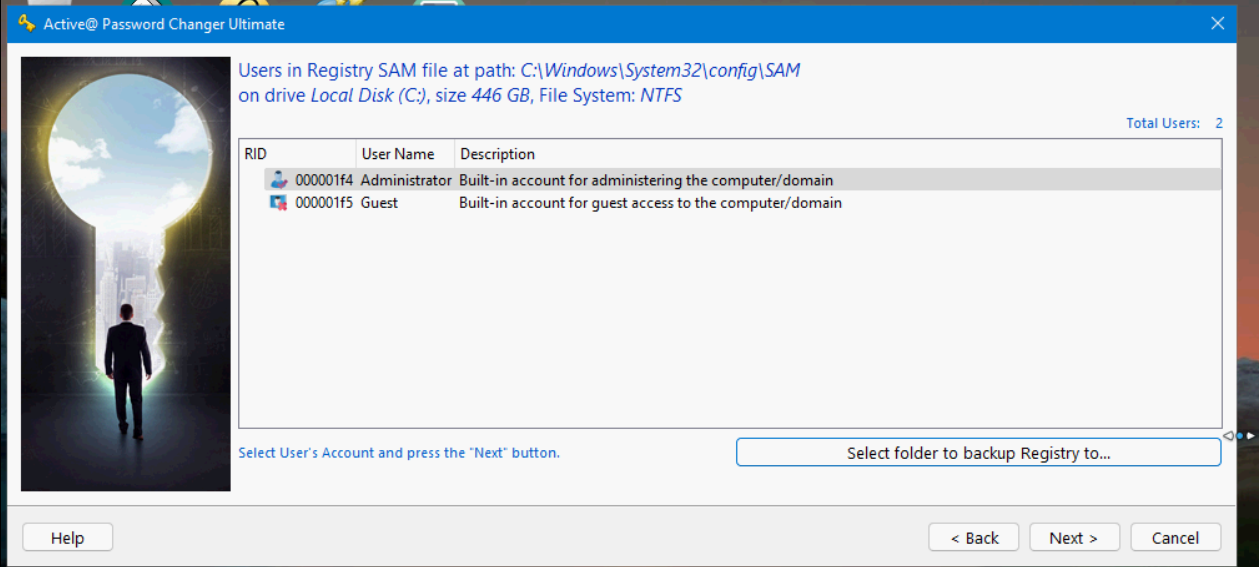 Active@ Password Changer Ultimate
Users in Registry SAM file at path: C:\Windows\System32\config\SAM
on drive Local Disk (C:), size 446 GB, File System: NTFS
Total Users: 2
RID User Name Description
000001f4 Administrator Built-in account for administering the computer/domain
000001f5 Guest Built-in account for guest access to the computer/domain
Select User's Account and press the "Next" button.
Select folder to backup Registry to...
Help
< Back
Next >
Cancel